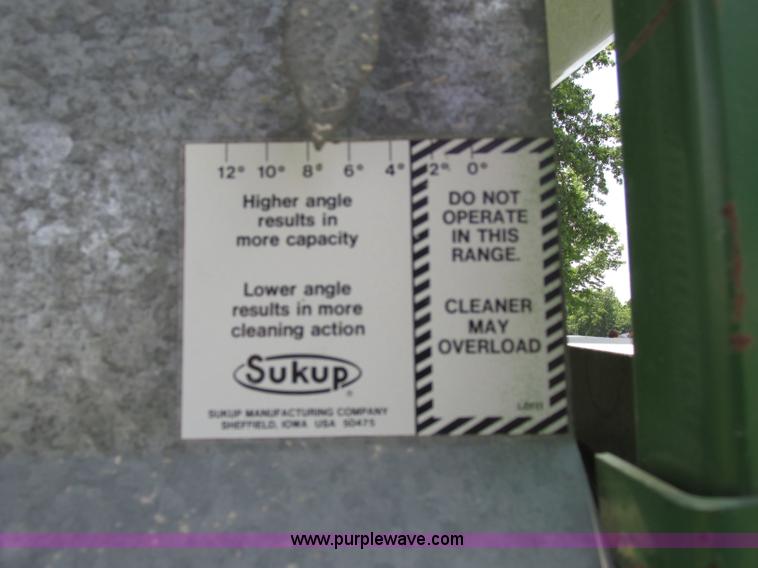 12° 10° 8° 6° 4° 2° 0°
Higher angle
results in
more capacity
Lower angle
results in more
cleaning action
Sukup
®
SUKUP MANUFACTURING COMPANY
SHEFFIELD, IOWA USA 50475
DO NOT
OPERATE
IN THIS
RANGE.
CLEANER
MAY
OVERLOAD
www.purplewave.com